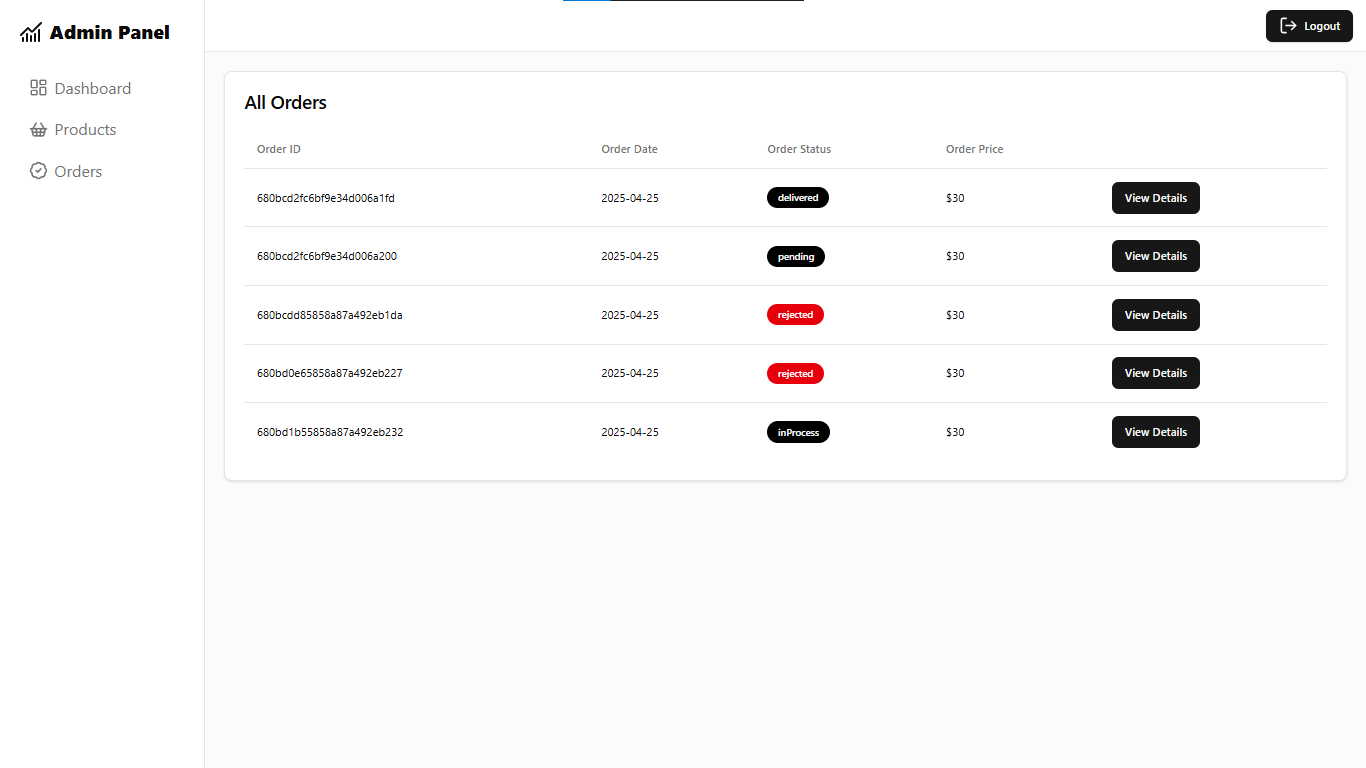 Admin Panel
Logout
Dashboard
Products
Orders
All Orders
Order ID Order Date Order Status Order Price
680bcd2fc6bf9e34d006a1fd 2025-04-25 delivered $30 View Details
680bcd2fc6bf9e34d006a200 2025-04-25 pending $30 View Details
680bcdd85858a87a492eb1da 2025-04-25 rejected $30 View Details
680bd0e65858a87a492eb227 2025-04-25 rejected $30 View Details
680bd1b55858a87a492eb232 2025-04-25 inProcess $30 View Details